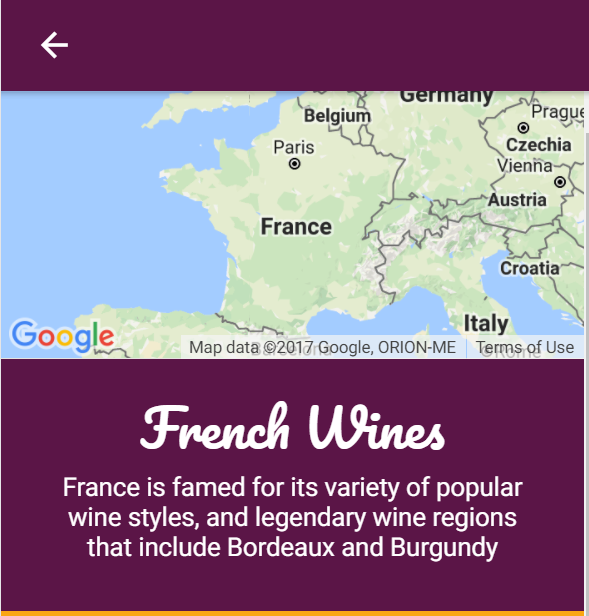 Germany
Belgium
Prague
Paris
Czechia
Vienna
Austria
France
Croatia
Italy
Google
Barcelona
Rome
Map data ©2017 Google, ORION-ME
Terms of Use
French Wines
France is famed for its variety of popular
wine styles, and legendary wine regions
that include Bordeaux and Burgundy